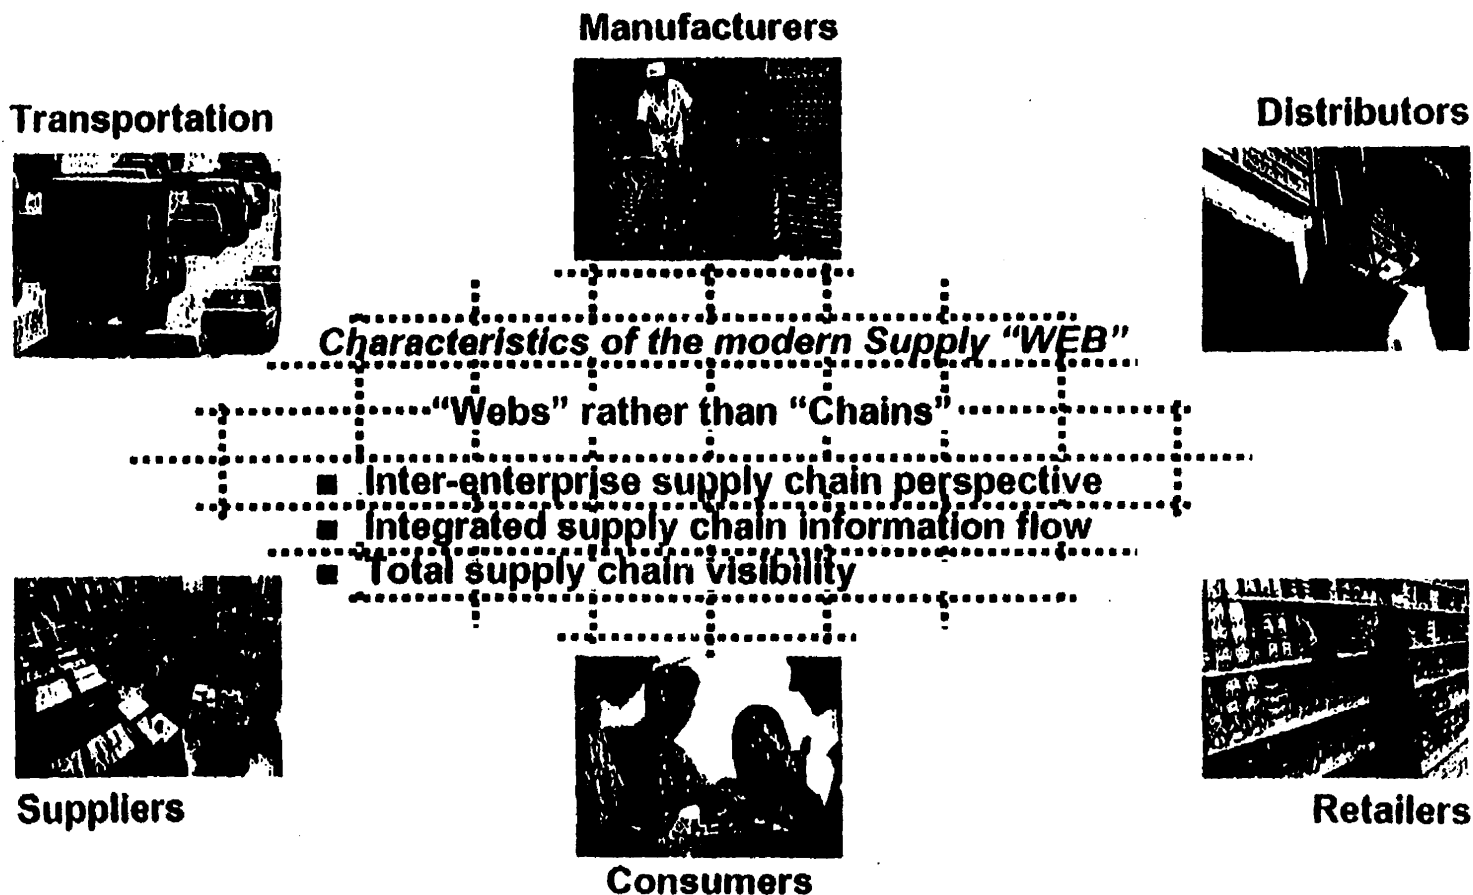 Manufacturers
Transportation
Distributors
Characteristics of the modern Supply “WEB”
“Webs” rather than “Chains”
■ Inter-enterprise supply chain perspective
■ Integrated supply chain information flow
■ Total supply chain visibility
Suppliers
Retailers
Consumers